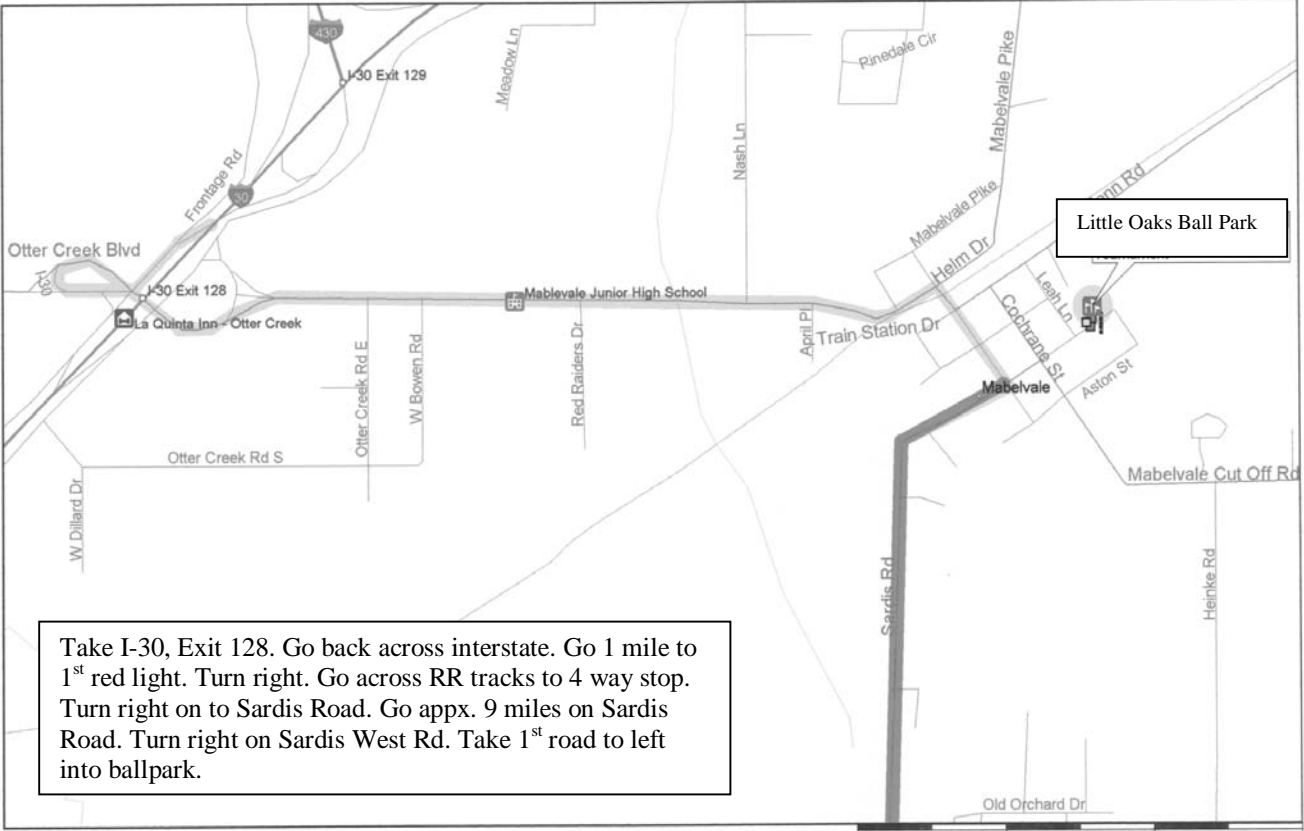 430
I-30 Exit 129
Meadow Ln
Rinedale Cir
Mabelvale Pike
Nash Ln
Frontage Rd
30
Mabelvale Pike
Little Oaks Ball Park
Otter Creek Blvd
Helm Dr
I-30
I-30 Exit 128
Mablevale Junior High School
Leah Ln
La Quinta Inn - Otter Creek
April Pl
Train Station Dr
Cochrane St
Otter Creek Rd E
W Bowen Rd
Red Raiders Dr
Mabelvale
Aston St
Otter Creek Rd S
Mabelvale Cut Off Rd
W Dillard Dr
Sardis Rd
Heinke Rd
Take I-30, Exit 128. Go back across interstate. Go 1 mile to
1st red light. Turn right. Go across RR tracks to 4 way stop.
Turn right on to Sardis Road. Go appx. 9 miles on Sardis
Road. Turn right on Sardis West Rd. Take 1st road to left
into ballpark.
Old Orchard Dr